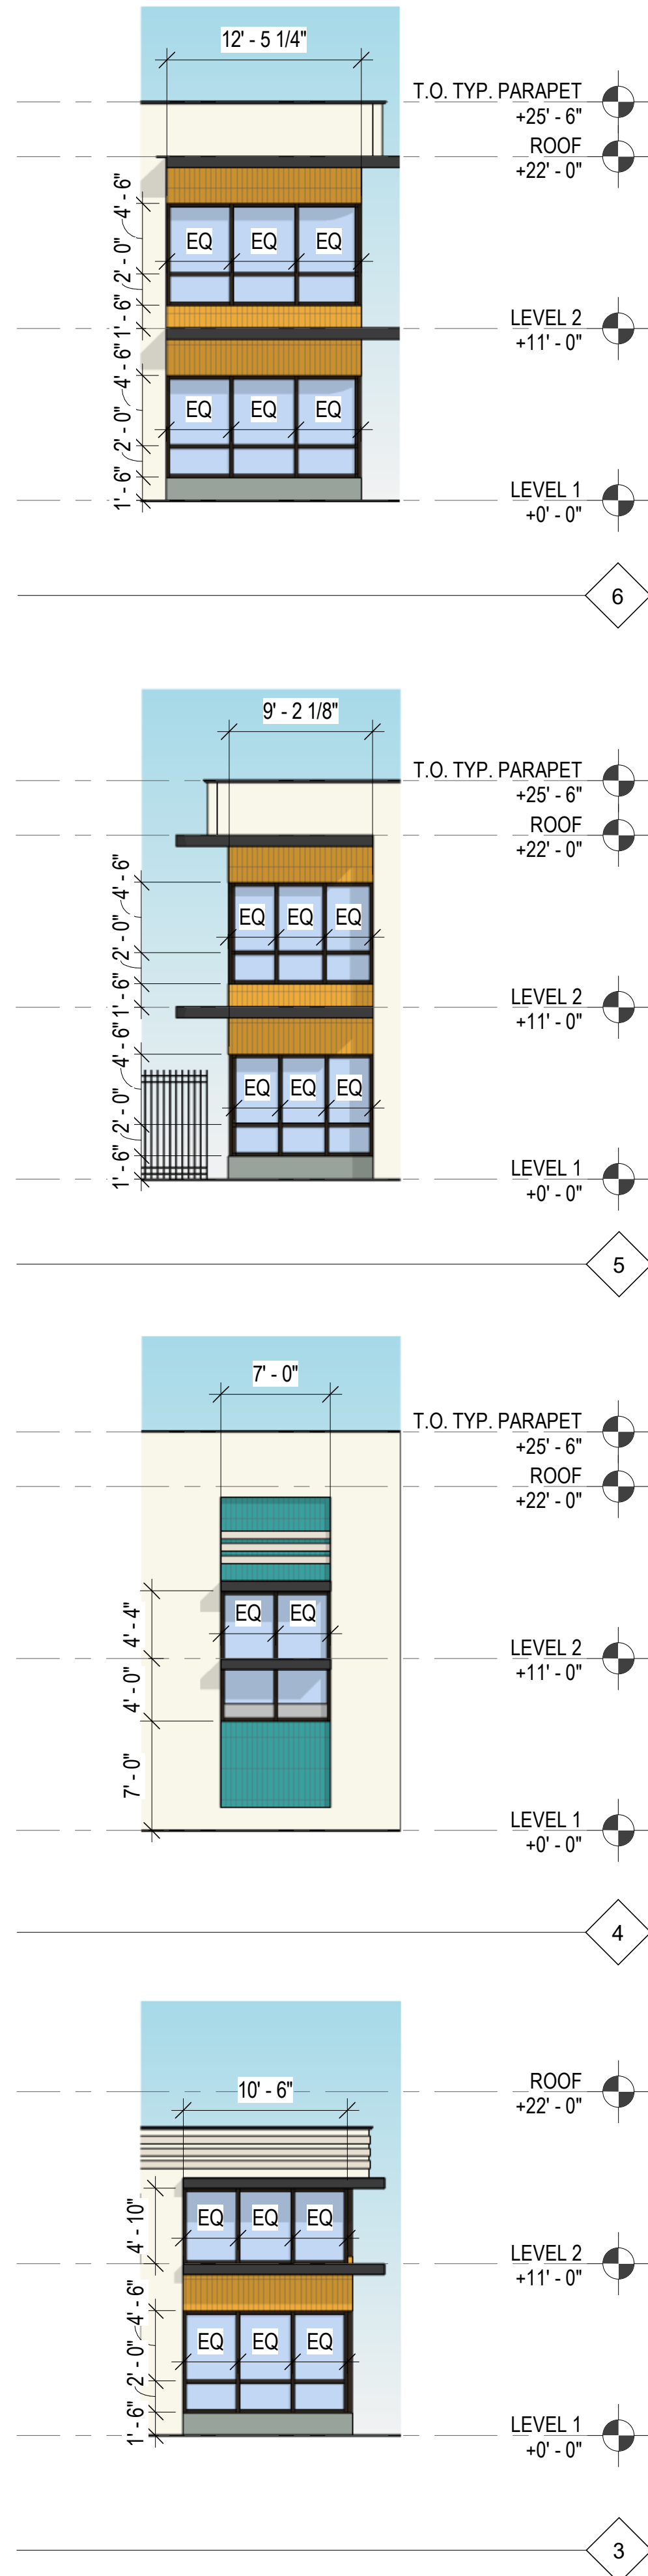 12' - 5 1/4"
T.O. TYP. PARAPET
+25' - 6"
ROOF
+22' - 0"
4' - 6"
EQ EQ EQ
2' - 0"
1' - 6"
LEVEL 2
+11' - 0"
4' - 6"
EQ EQ EQ
2' - 0"
1' - 6"
LEVEL 1
+0' - 0"
6
9' - 2 1/8"
T.O. TYP. PARAPET
+25' - 6"
ROOF
+22' - 0"
4' - 6"
EQ EQ EQ
2' - 0"
1' - 6"
LEVEL 2
+11' - 0"
4' - 6"
EQ EQ EQ
2' - 0"
1' - 6"
LEVEL 1
+0' - 0"
5
7' - 0"
T.O. TYP. PARAPET
+25' - 6"
ROOF
+22' - 0"
EQ EQ
4' - 4"
LEVEL 2
+11' - 0"
4' - 0"
7' - 0"
LEVEL 1
+0' - 0"
4
ROOF
+22' - 0"
10' - 6"
EQ EQ EQ
4' - 10"
LEVEL 2
+11' - 0"
4' - 6"
EQ EQ EQ
2' - 0"
1' - 6"
LEVEL 1
+0' - 0"
3